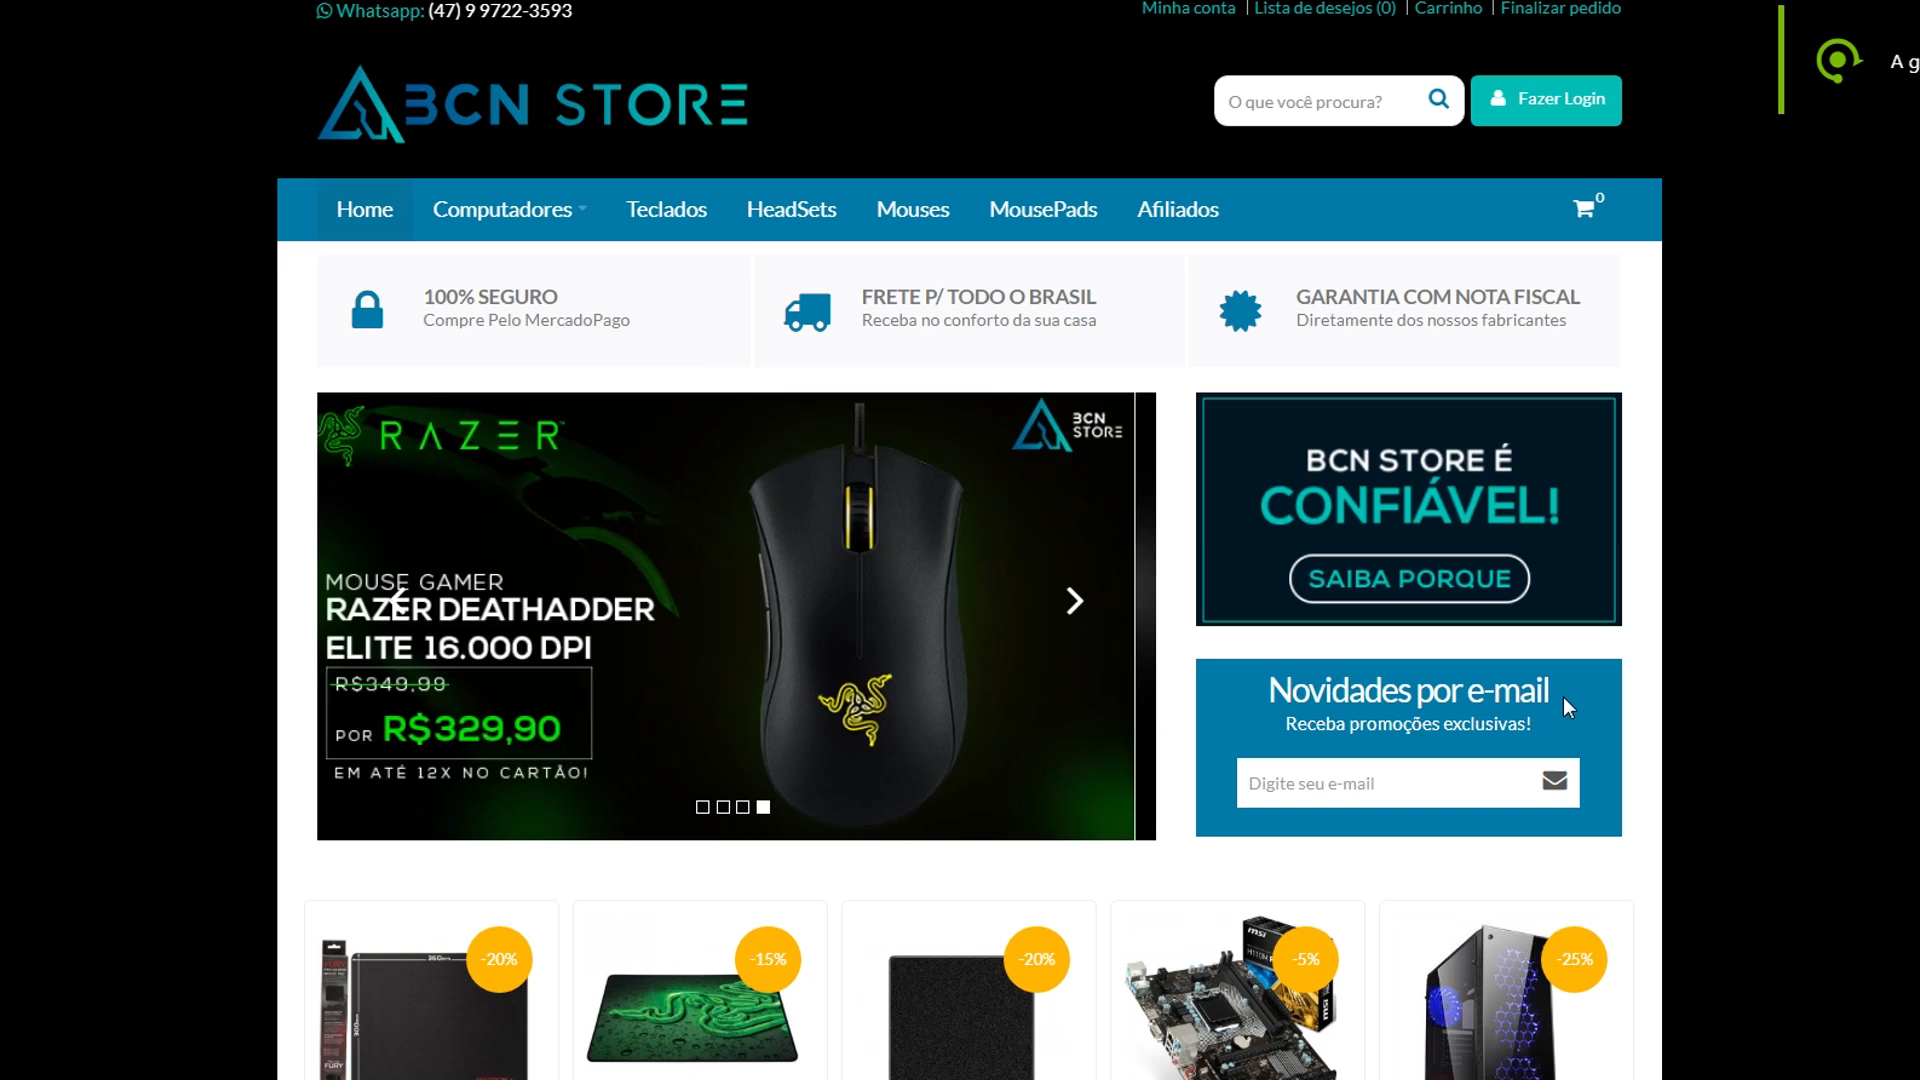 Whatsapp: (47) 9 9722-3593
Minha conta | Lista de desejos (0) | Carrinho | Finalizar pedido
A g
BCN STORE
O que você procura?
Fazer Login
Home Computadores Teclados HeadSets Mouses MousePads Afiliados
0
100% SEGURO
Compre Pelo MercadoPago
FRETE P/ TODO O BRASIL
Receba no conforto da sua casa
GARANTIA COM NOTA FISCAL
Diretamente dos nossos fabricantes
RAZER
BCN
STORE
MOUSE GAMER
RAZER DEATHADDER
ELITE 16.000 DPI
R$349,99
POR R$329,90
EM ATÉ 12X NO CARTÃO!
BCN STORE É
CONFIÁVEL!
SAIBA PORQUE
Novidades por e-mail
Receba promoções exclusivas!
Digite seu e-mail
-20%
-15%
-20%
-5%
-25%
360mm
300mm
FURY
msi